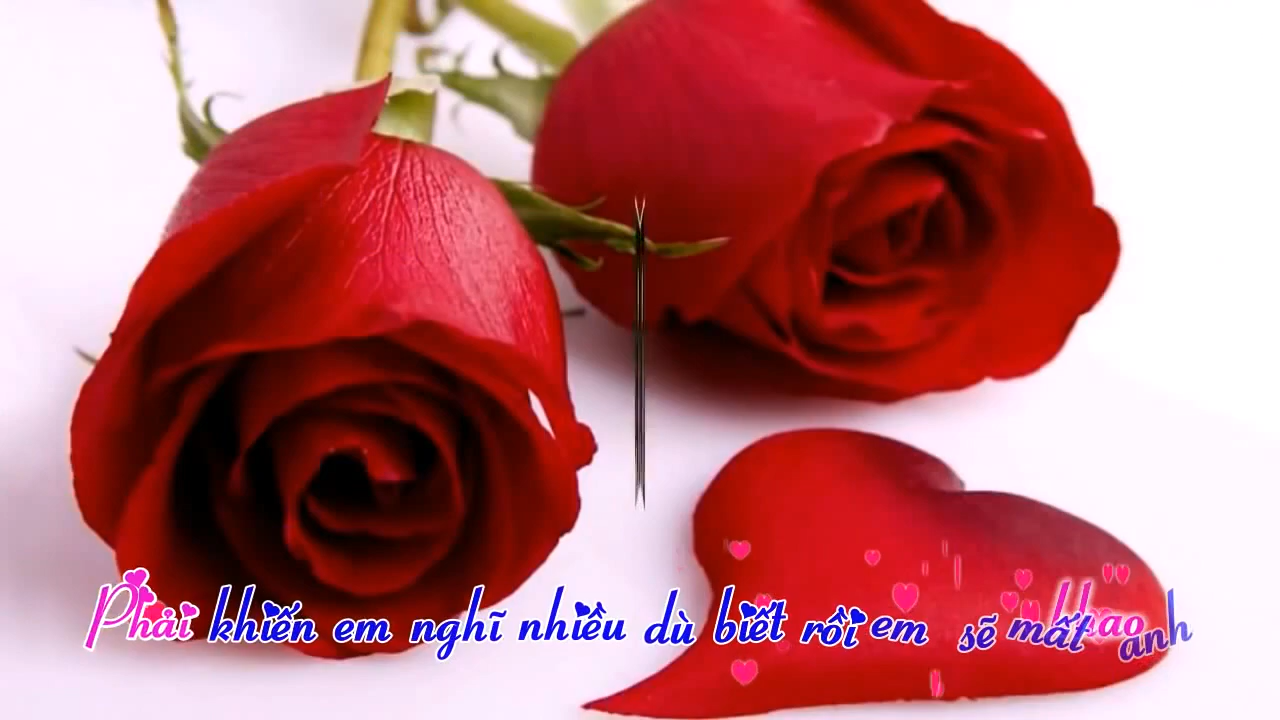 Phải khiến em nghĩ nhiều dù biết rồi em sẽ mất anh